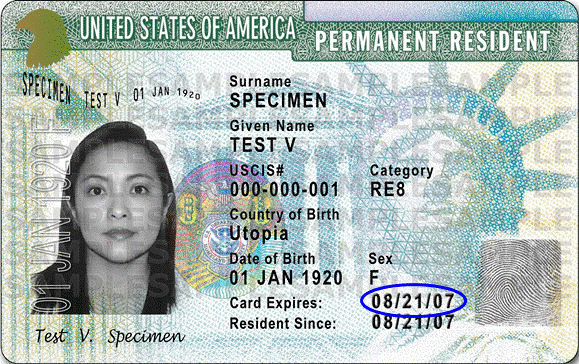 UNITED STATES OF AMERICA
PERMANENT RESIDENT
SPECIMEN TEST V 01 JAN 1920
Surname
SPECIMEN
Given Name
TEST V
USCIS# Category
000-000-001 RE8
Country of Birth
Utopia
Date of Birth Sex
01 JAN 1920 F
Card Expires: 08/21/07
Resident Since: 08/21/07
01 JAN 1920 F
Test V. Specimen
SAMPLE